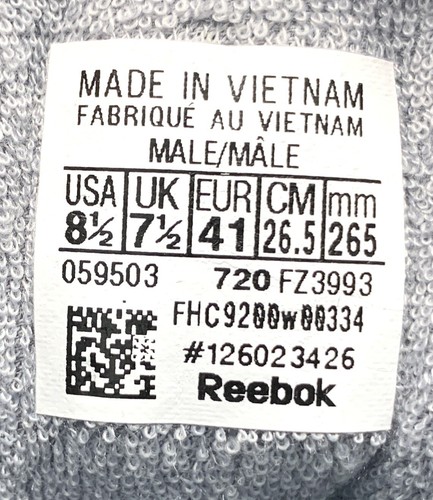 MADE IN VIETNAM
FABRIQUÉ AU VIETNAM
MALE/MÂLE
USA UK EUR CM mm
8½ 7½ 41 26.5 265
059503 720 FZ3993
FHC9200w00334
#126023426
Reebok